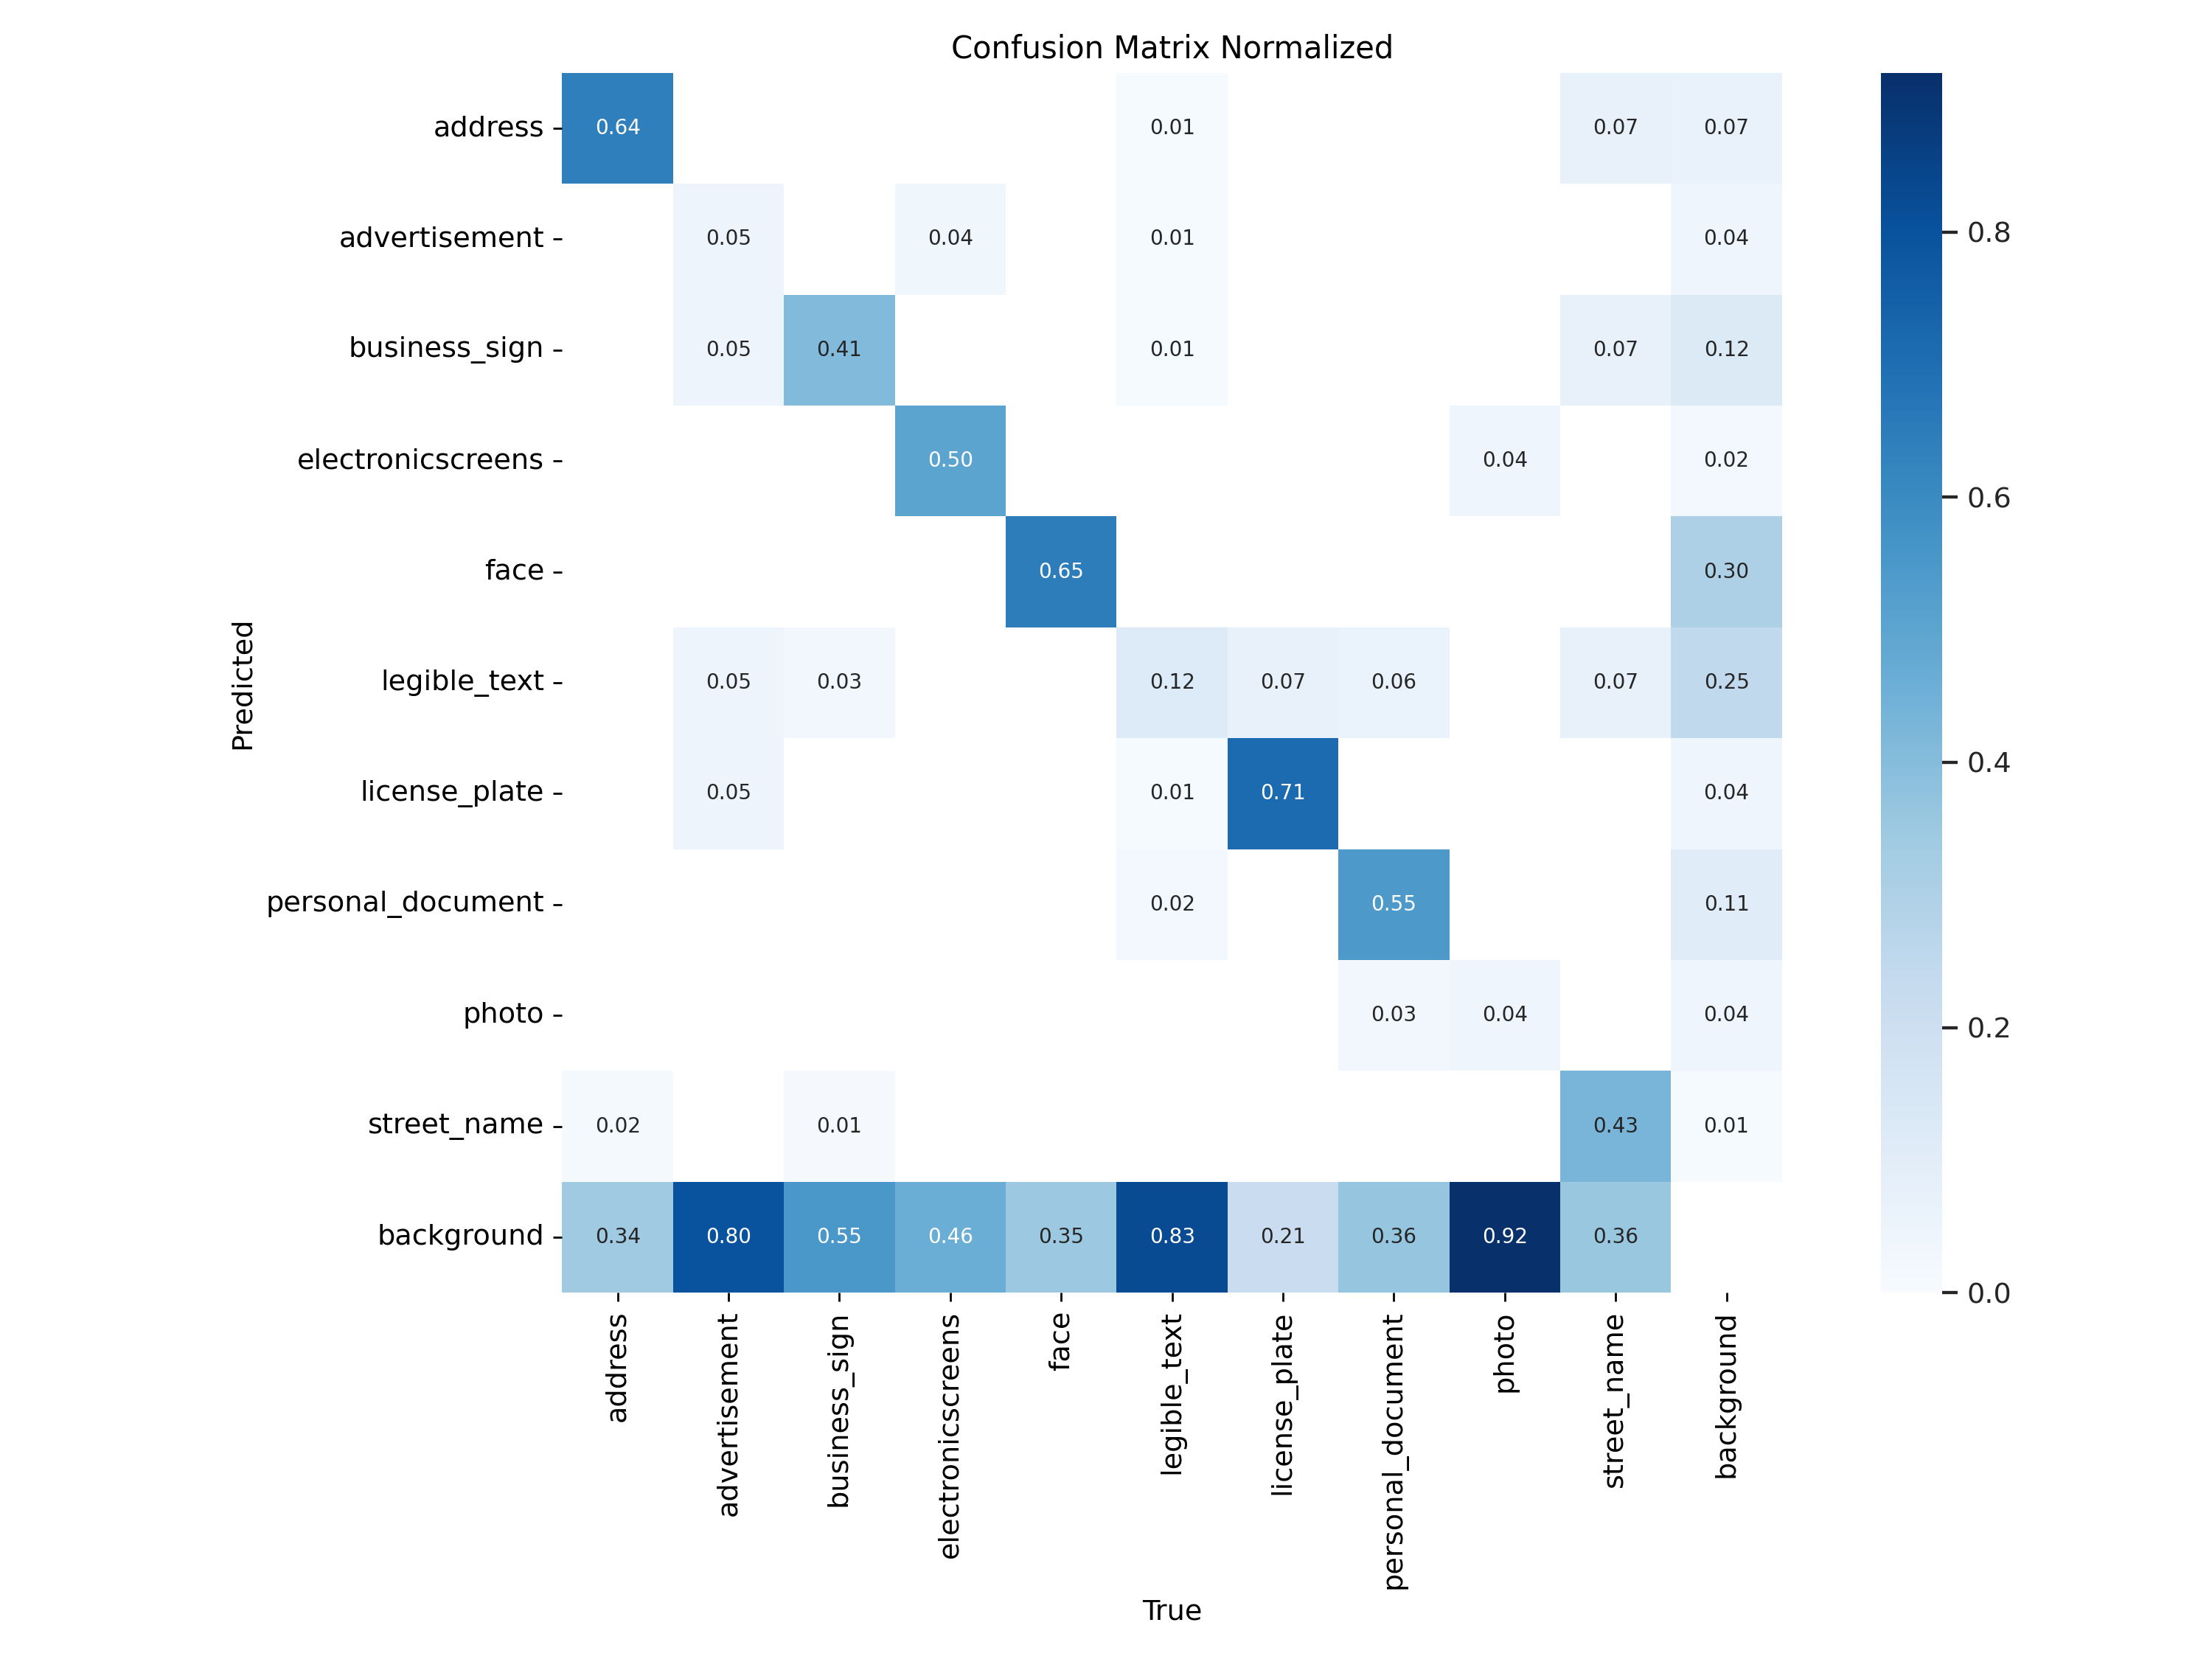 Confusion Matrix Normalized
address 0.64 0.01 0.07 0.07
advertisement 0.05 0.04 0.01 0.04 0.8
business_sign 0.05 0.41 0.01 0.07 0.12
electronicscreens 0.50 0.04 0.02 0.6
face 0.65 0.30
Predicted
legible_text 0.05 0.03 0.12 0.07 0.06 0.07 0.25
license_plate 0.05 0.01 0.71 0.04 0.4
personal_document 0.02 0.55 0.11
photo 0.03 0.04 0.04 0.2
street_name 0.02 0.01 0.43 0.01
background 0.34 0.80 0.55 0.46 0.35 0.83 0.21 0.36 0.92 0.36 0.0
address advertisement business_sign electronicscreens face legible_text license_plate personal_document photo street_name background
True